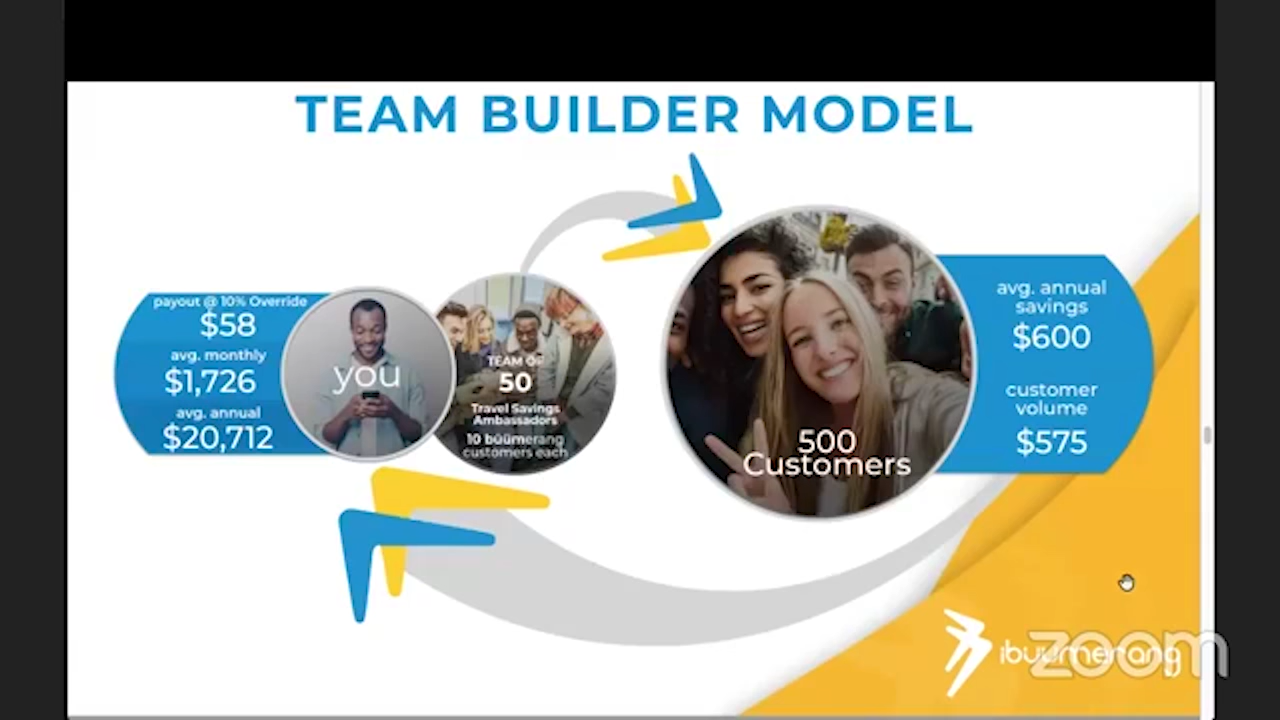 TEAM BUILDER MODEL
payout @ 10% Override
$58
avg. monthly
$1,726
avg. annual
$20,712
you
TEAM OF
50
Travel Savings
Ambassadors
10 büümerang
customers each
500
Customers
avg. annual
savings
$600
customer
volume
$575
ibüümerang
zoom